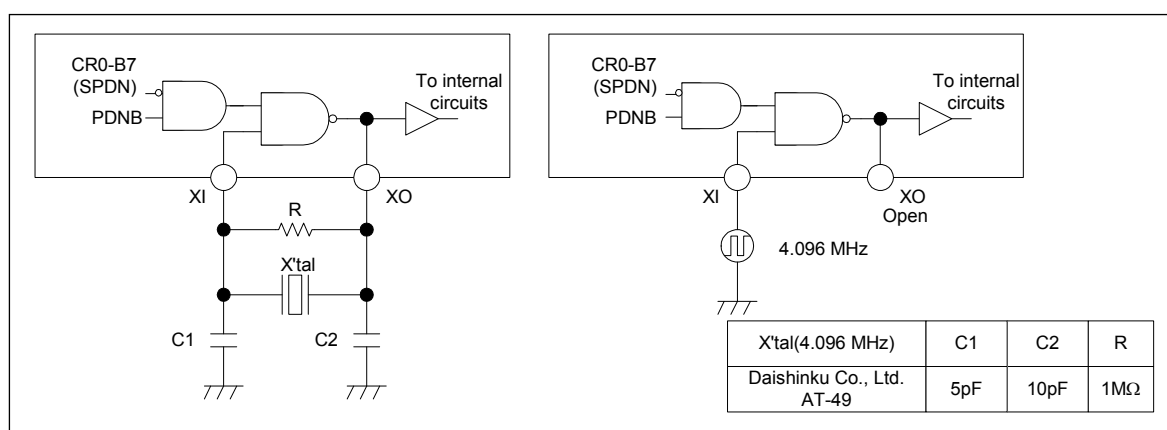 CR0-B7
(SPDN)
PDNB
To internal
circuits
XI
XO
R
X'tal
C1
C2
CR0-B7
(SPDN)
PDNB
To internal
circuits
XI
XO
Open
4.096 MHz
X'tal(4.096 MHz) C1 C2 R
Daishinku Co., Ltd.
AT-49 5pF 10pF 1MΩ